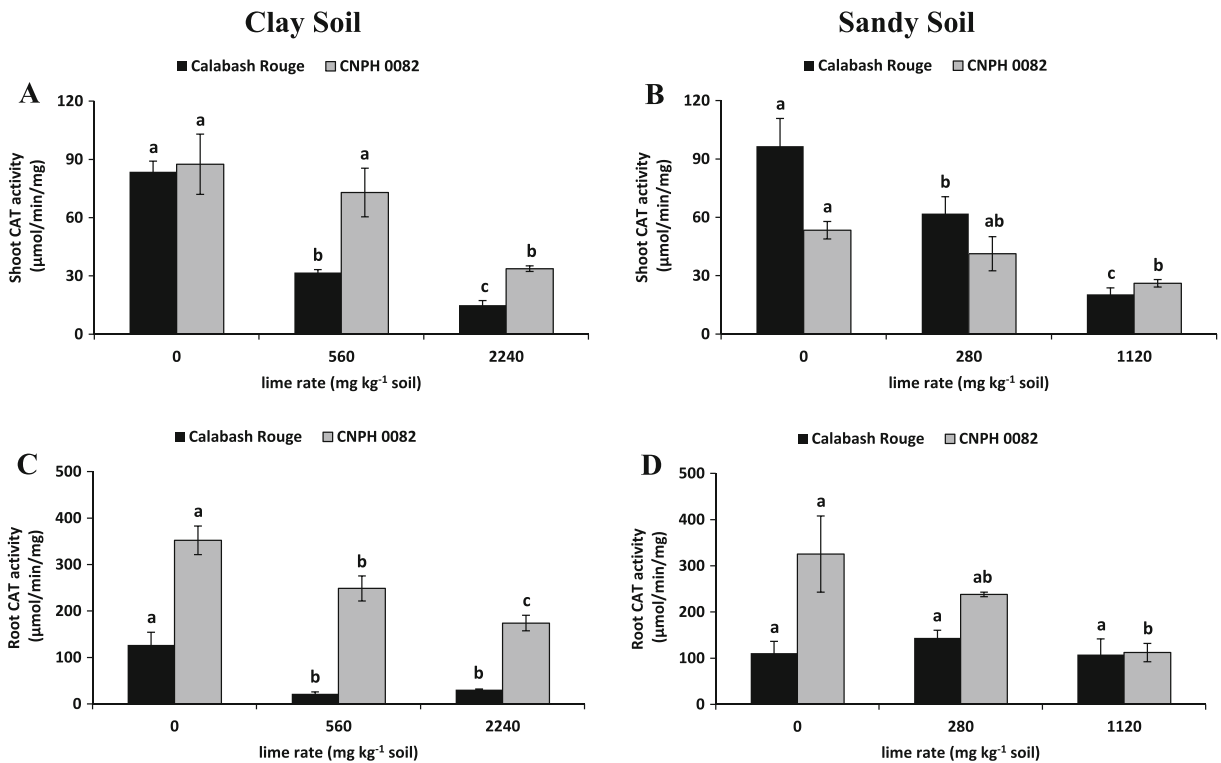 Clay Soil
Sandy Soil
A
Calabash Rouge CNPH 0082
Shoot CAT activity
(µmol/min/mg)
120
90
60
30
0
a a
b a
c b
0 560 2240
lime rate (mg kg-1 soil)
B
Calabash Rouge CNPH 0082
Shoot CAT activity
(µmol/min/mg)
120
90
60
30
0
a a
b ab
c b
0 280 1120
lime rate (mg kg-1 soil)
C
Calabash Rouge CNPH 0082
Root CAT activity
(µmol/min/mg)
500
400
300
200
100
0
a a
b b
b c
0 560 2240
lime rate (mg kg-1 soil)
D
Calabash Rouge CNPH 0082
Root CAT activity
(µmol/min/mg)
500
400
300
200
100
0
a a
a ab
a b
0 280 1120
lime rate (mg kg-1 soil)